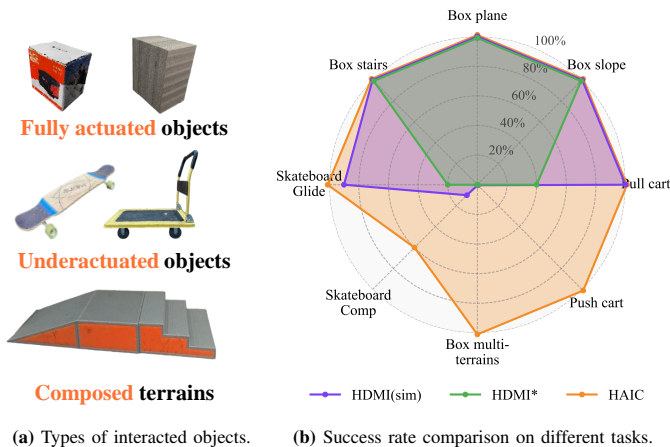 Fully actuated objects
Underactuated objects
Composed terrains
(a) Types of interacted objects.
Box plane
100%
Box stairs
80%
Box slope
60%
40%
20%
Skateboard
Glide
Pull cart
Skateboard
Comp
Push cart
Box multi-
terrains
HDMI(sim)
HDMI*
HAIC
(b) Success rate comparison on different tasks.